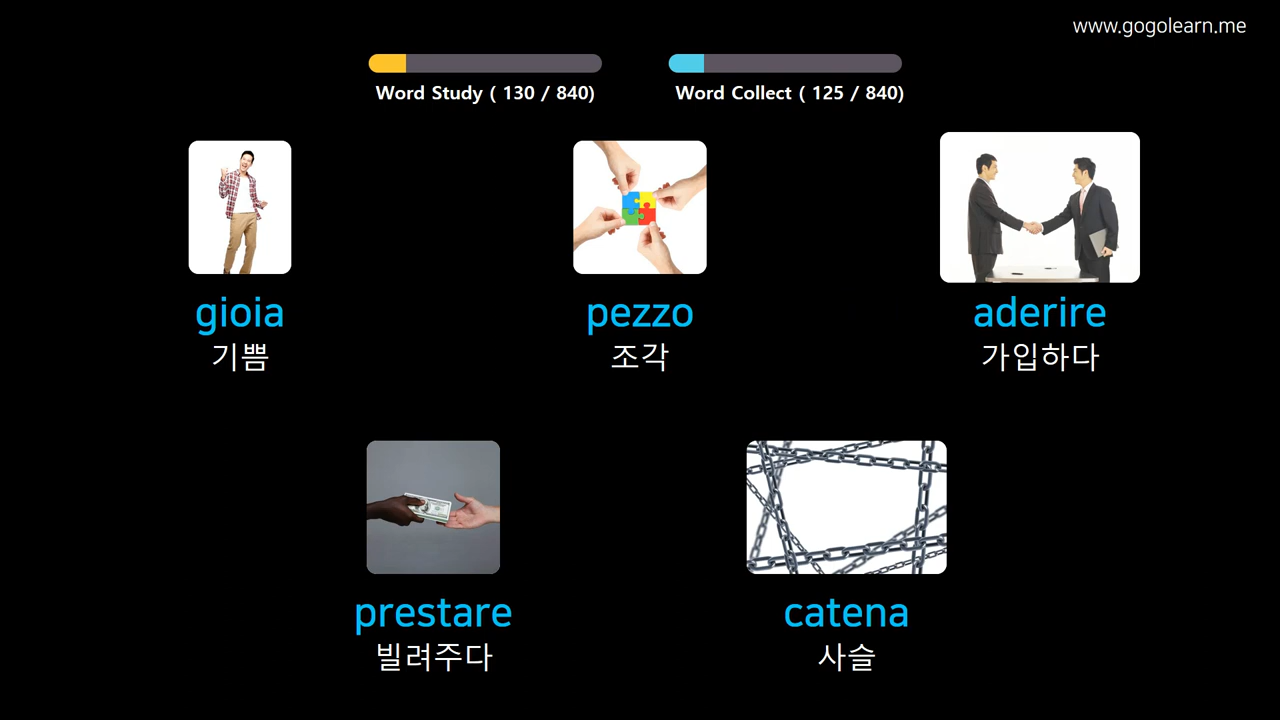 www.gogolearn.me
Word Study ( 130 / 840)
Word Collect ( 125 / 840)
gioia
기쁨
pezzo
조각
aderire
가입하다
prestare
빌려주다
catena
사슬